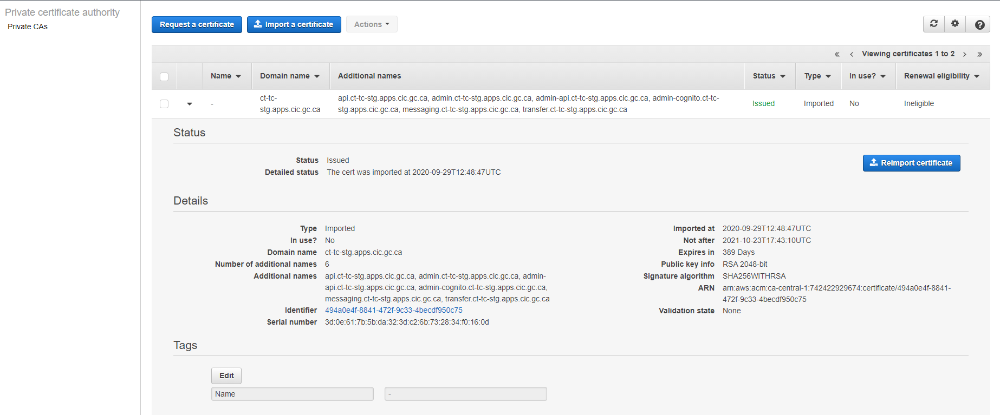 Private certificate authority
Private CAs
Request a certificate
Import a certificate
Actions
Viewing certificates 1 to 2
Name
Domain name
Additional names
Status
Type
In use?
Renewal eligibility
-
ct-tc-
stg.apps.cic.gc.ca
api.ct-tc-stg.apps.cic.gc.ca, admin.ct-tc-stg.apps.cic.gc.ca, admin-api.ct-tc-stg.apps.cic.gc.ca, admin-cognito.ct-tc-
stg.apps.cic.gc.ca, messaging.ct-tc-stg.apps.cic.gc.ca, transfer.ct-tc-stg.apps.cic.gc.ca
Issued
Imported
No
Ineligible
Status
Status Issued
Detailed status The cert was imported at 2020-09-29T12:48:47UTC
Reimport certificate
Details
Type Imported
In use? No
Domain name ct-tc-stg.apps.cic.gc.ca
Number of additional names 6
Additional names api.ct-tc-stg.apps.cic.gc.ca, admin.ct-tc-stg.apps.cic.gc.ca, admin-
api.ct-tc-stg.apps.cic.gc.ca, admin-cognito.ct-tc-stg.apps.cic.gc.ca,
messaging.ct-tc-stg.apps.cic.gc.ca, transfer.ct-tc-stg.apps.cic.gc.ca
Identifier 494a0e4f-8841-472f-9c33-4becdf950c75
Serial number 3d:0e:61:7b:5b:da:32:3d:c2:6b:73:28:34:f0:16:0d
Imported at 2020-09-29T12:48:47UTC
Not after 2021-10-23T17:43:10UTC
Expires in 389 Days
Public key info RSA 2048-bit
Signature algorithm SHA256WITHRSA
ARN arn:aws:acm:ca-central-1:742422929674:certificate/494a0e4f-8841-
472f-9c33-4becdf950c75
Validation state None
Tags
Edit
Name
-